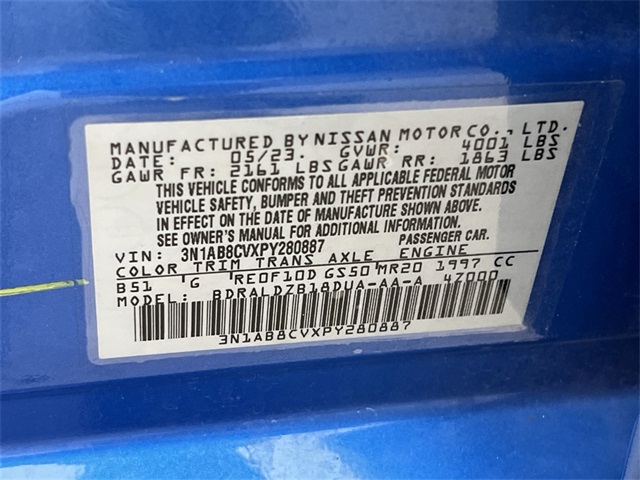 MANUFACTURED BY NISSAN MOTOR CO., LTD.
DATE: 05/23. GVWR: 4001 LBS
GAWR FR: 2161 LBS GAWR RR: 1863 LBS
THIS VEHICLE CONFORMS TO ALL APPLICABLE FEDERAL MOTOR
VEHICLE SAFETY, BUMPER AND THEFT PREVENTION STANDARDS
IN EFFECT ON THE DATE OF MANUFACTURE SHOWN ABOVE.
SEE OWNER'S MANUAL FOR ADDITIONAL INFORMATION
VIN: 3N1AB8CVXPY280887 PASSENGER CAR.
COLOR TRIM TRANS AXLE ENGINE
B51 'G 'RE0F10D GS50 MR20 1997 CC
MODEL: BDRALDZB18DUA-AA-A 4Z000
3N1AB8CVXPY280887